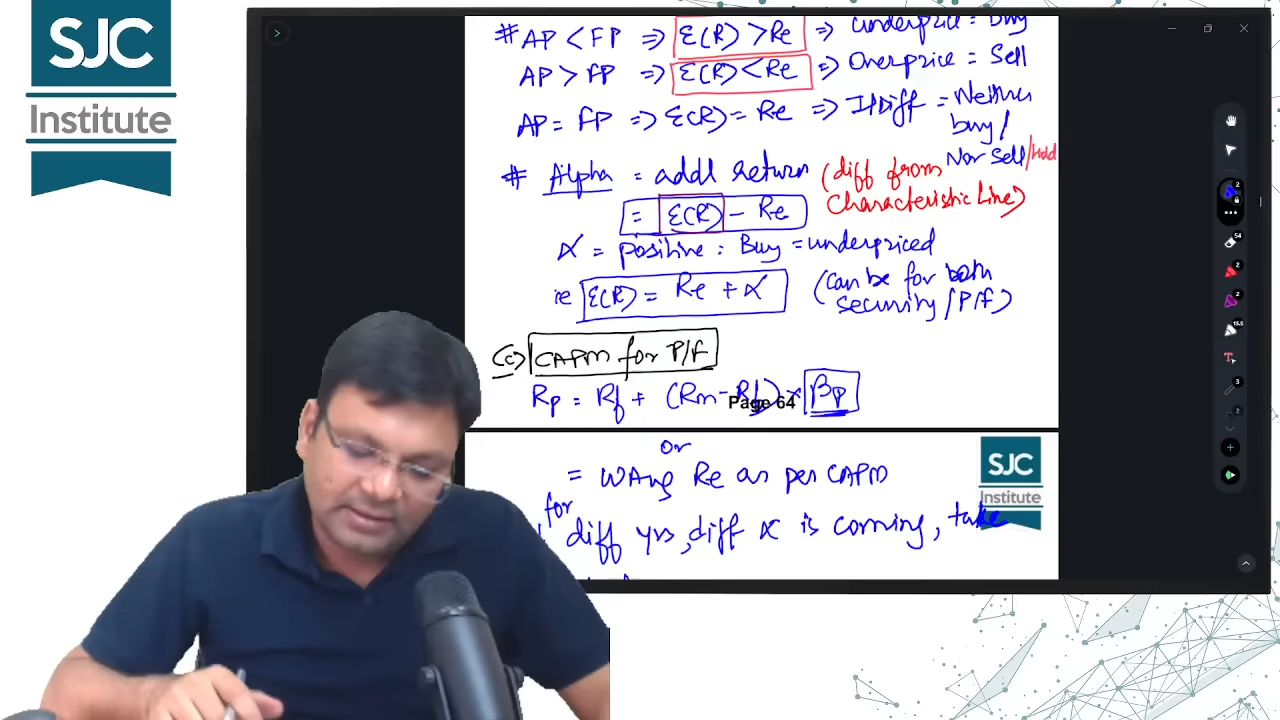 SJC
Institute
# AP < FP => E(R) > Re => underprice = Buy
AP > FP => E(R) < Re => Overprice = Sell
AP = FP => E(R) = Re => Indiff = Neither
buy/
Nor Sell/Hold
# Alpha = addl return (diff from
Characteristic Line)
= E(R) - Re
α = positive : Buy = underpriced
ie E(R) = Re + α (can be for both
security/P/f)
(c) CAPM for P/F
Rp = Rf + (Rm - Rf) × βp
Page 64
or
= WAvg Re as per CAPM
SJC
Institute
for
diff yrs, diff α is coming, take